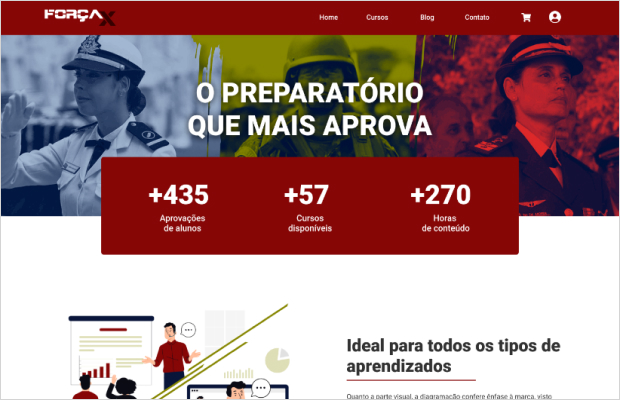 FORÇA X
Home Cursos Blog Contato
O PREPARATÓRIO
QUE MAIS APROVA
+435 +57 +270
Aprovações Cursos Horas
de alunos disponíveis de conteúdo
Ideal para todos os tipos de
aprendizados
Quanto a parte visual, a diagramação confere ênfase à marca, visto